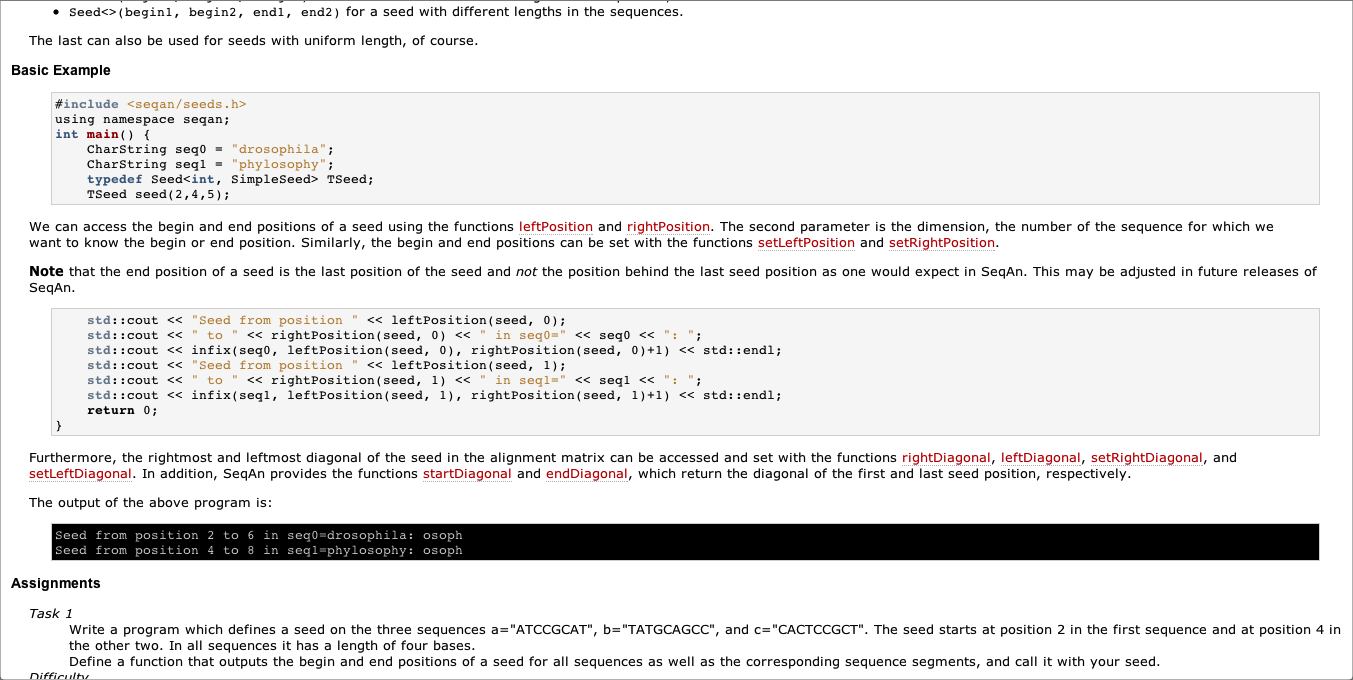 • Seed<>(begin1, begin2, end1, end2) for a seed with different lengths in the sequences.
The last can also be used for seeds with uniform length, of course.
Basic Example
#include <seqan/seeds.h>
using namespace seqan;
int main() {
    CharString seq0 = "drosophila";
    CharString seq1 = "phylosophy";
    typedef Seed<int, SimpleSeed> TSeed;
    TSeed seed(2,4,5);
We can access the begin and end positions of a seed using the functions leftPosition and rightPosition. The second parameter is the dimension, the number of the sequence for which we
want to know the begin or end position. Similarly, the begin and end positions can be set with the functions setLeftPosition and setRightPosition.
Note that the end position of a seed is the last position of the seed and not the position behind the last seed position as one would expect in SeqAn. This may be adjusted in future releases of
SeqAn.
    std::cout << "Seed from position " << leftPosition(seed, 0);
    std::cout << " to " << rightPosition(seed, 0) << " in seq0=" << seq0 << ": ";
    std::cout << infix(seq0, leftPosition(seed, 0), rightPosition(seed, 0)+1) << std::endl;
    std::cout << "Seed from position " << leftPosition(seed, 1);
    std::cout << " to " << rightPosition(seed, 1) << " in seq1=" << seq1 << ": ";
    std::cout << infix(seq1, leftPosition(seed, 1), rightPosition(seed, 1)+1) << std::endl;
    return 0;
}
Furthermore, the rightmost and leftmost diagonal of the seed in the alignment matrix can be accessed and set with the functions rightDiagonal, leftDiagonal, setRightDiagonal, and
setLeftDiagonal. In addition, SeqAn provides the functions startDiagonal and endDiagonal, which return the diagonal of the first and last seed position, respectively.
The output of the above program is:
Seed from position 2 to 6 in seq0=drosophila: osoph
Seed from position 4 to 8 in seq1=phylosophy: osoph
Assignments
Task 1
Write a program which defines a seed on the three sequences a="ATCCGCAT", b="TATGCAGCC", and c="CACTCCGCT". The seed starts at position 2 in the first sequence and at position 4 in
the other two. In all sequences it has a length of four bases.
Define a function that outputs the begin and end positions of a seed for all sequences as well as the corresponding sequence segments, and call it with your seed.
Difficulty